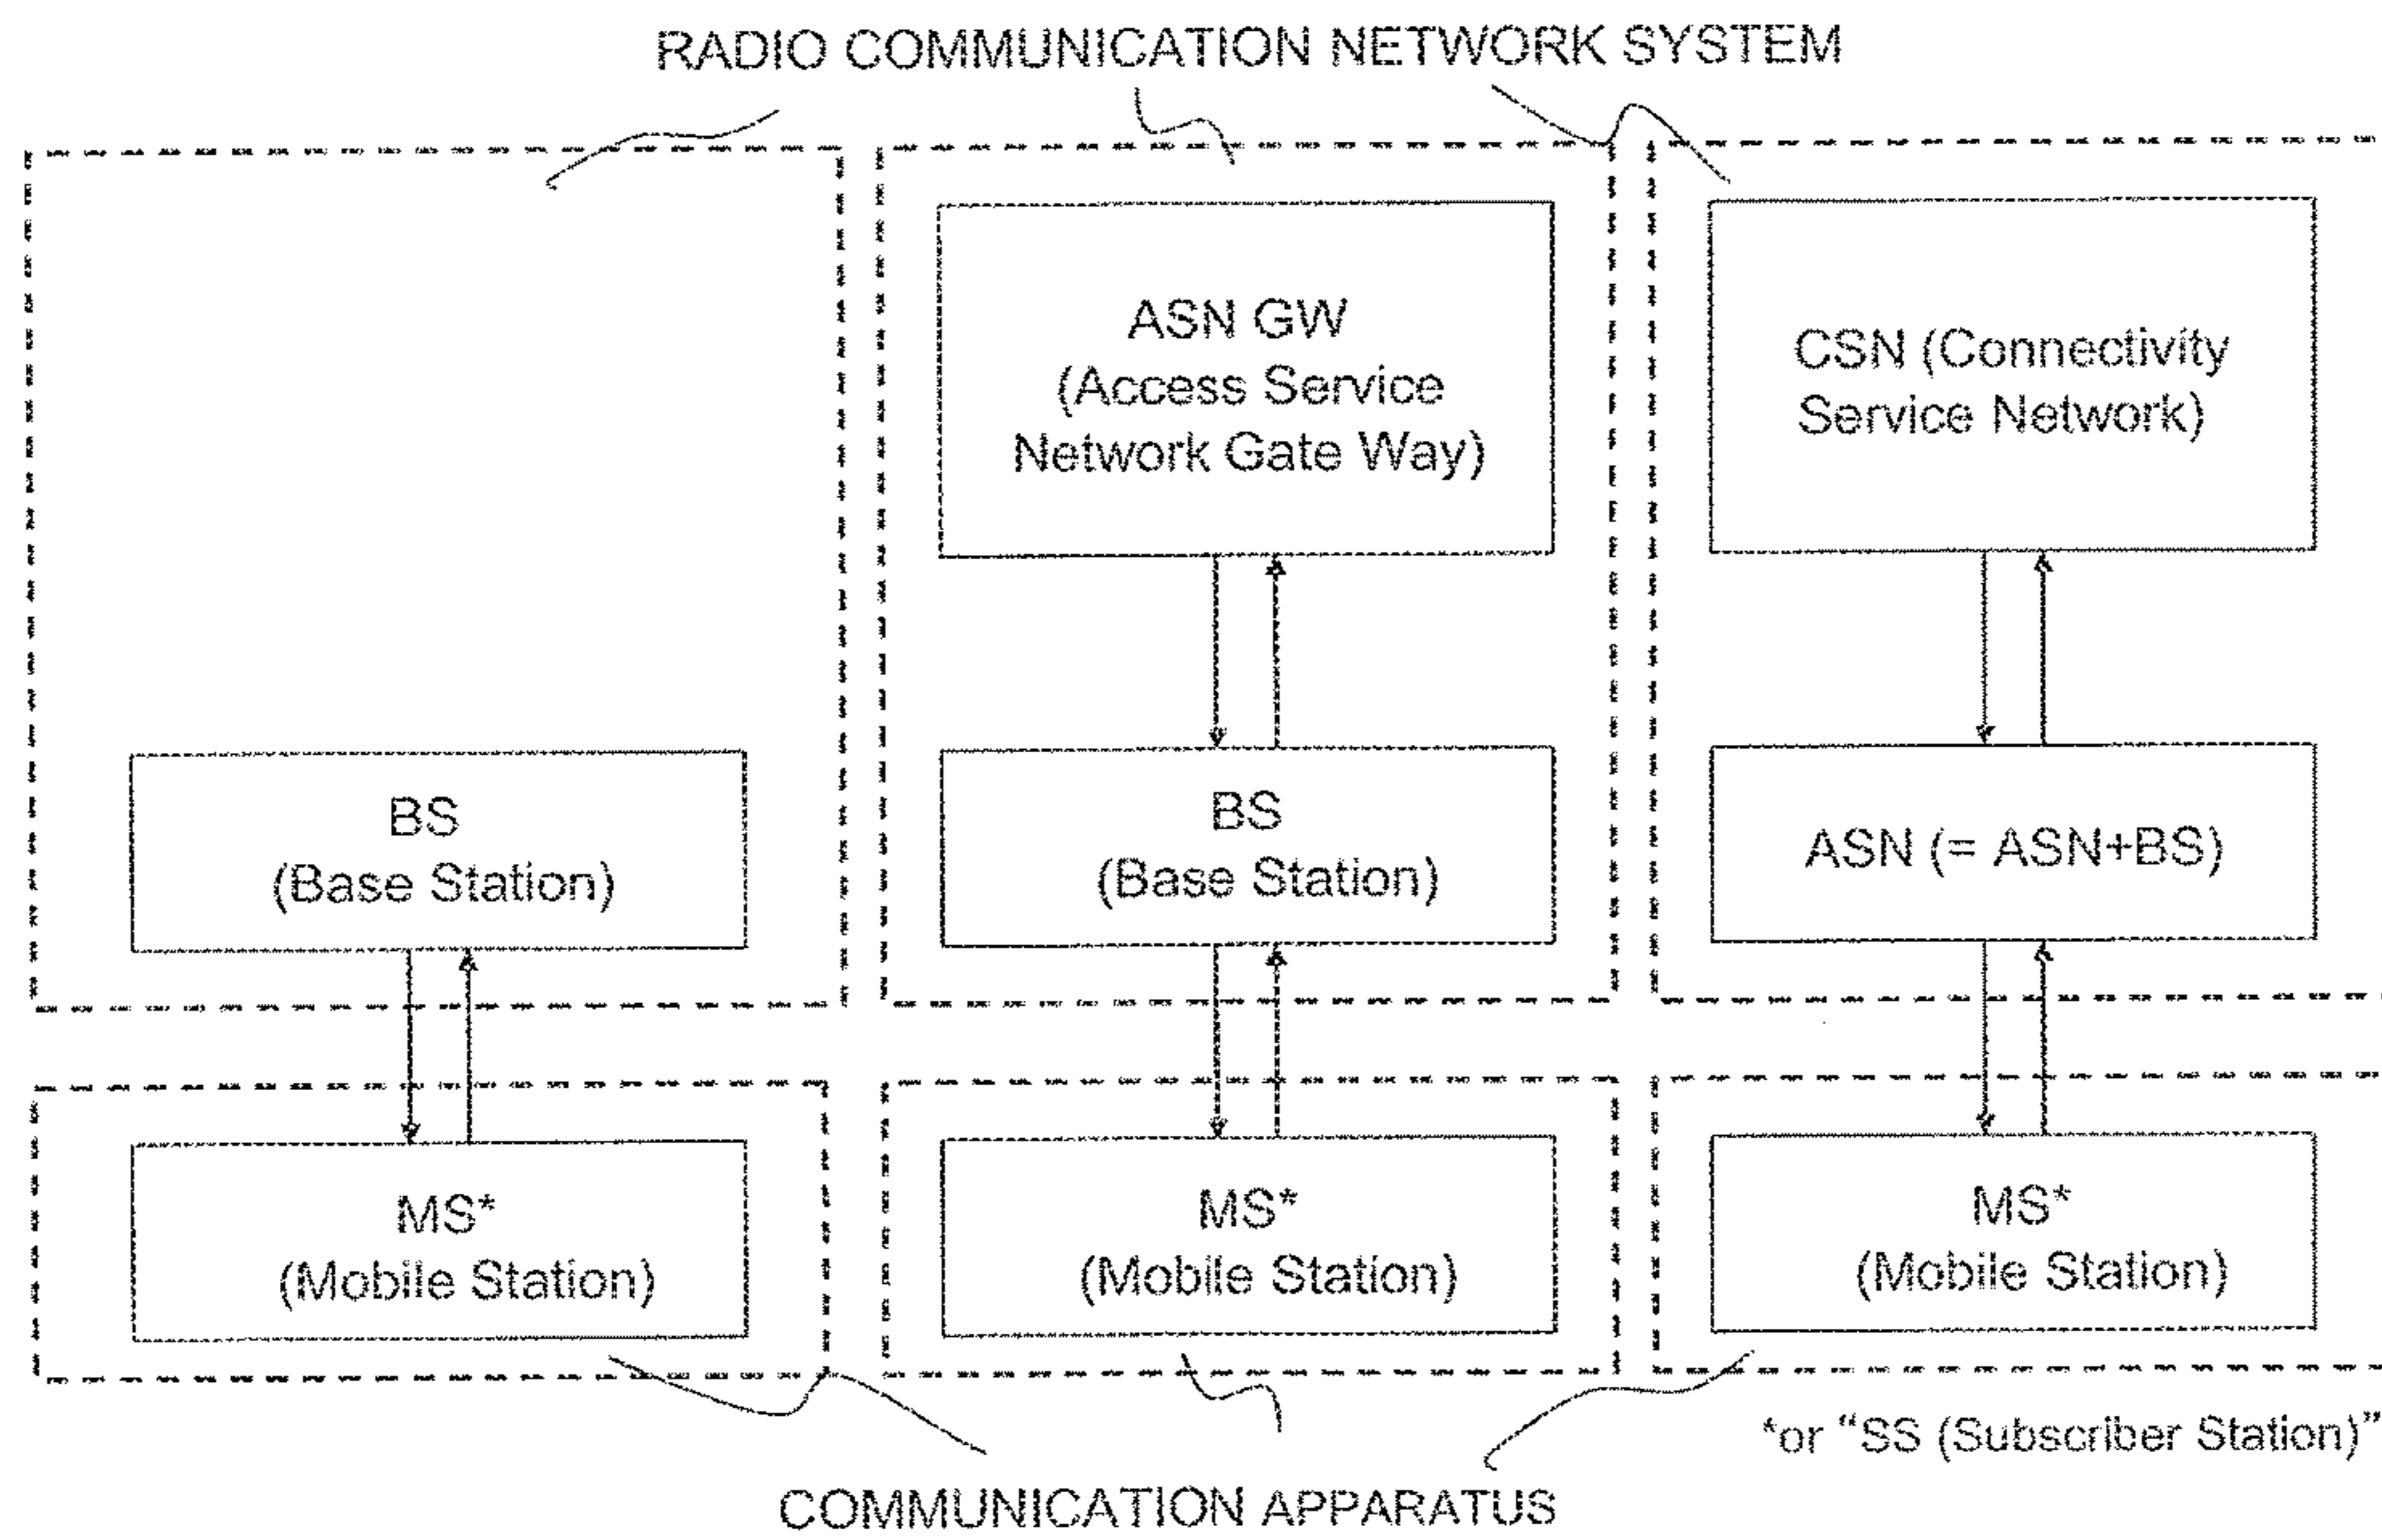 RADIO COMMUNICATION NETWORK SYSTEM
ASN GW
(Access Service
Network Gate Way)
CSN (Connectivity
Service Network)
BS
(Base Station)
BS
(Base Station)
ASN (= ASN+BS)
MS*
(Mobile Station)
MS*
(Mobile Station)
MS*
(Mobile Station)
*or “SS (Subscriber Station)”
COMMUNICATION APPARATUS